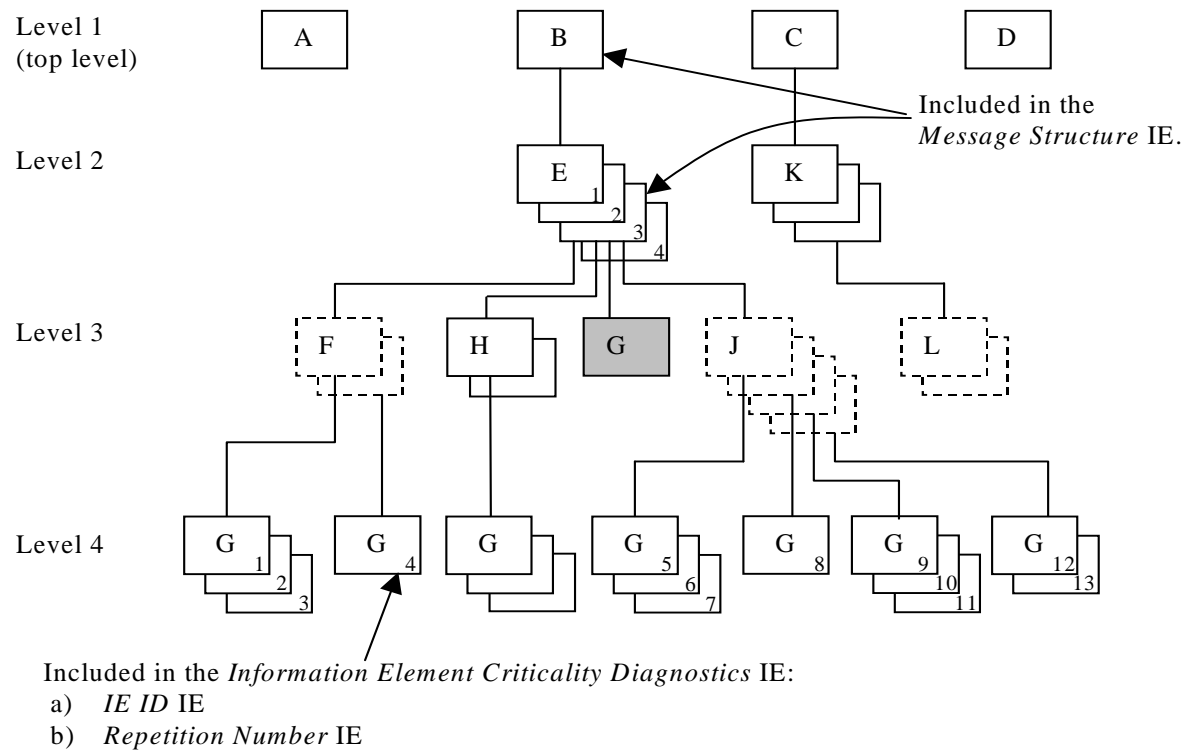 Level 1
(top level)
A
B
C
D
Included in the
Message Structure IE.
Level 2
E
1
2
3
4
K
Level 3
F
H
G
J
L
Level 4
G
1
2
3
G
4
G
G
5
6
7
G
8
G
9
10
11
G
12
13
Included in the Information Element Criticality Diagnostics IE:
a) IE ID IE
b) Repetition Number IE